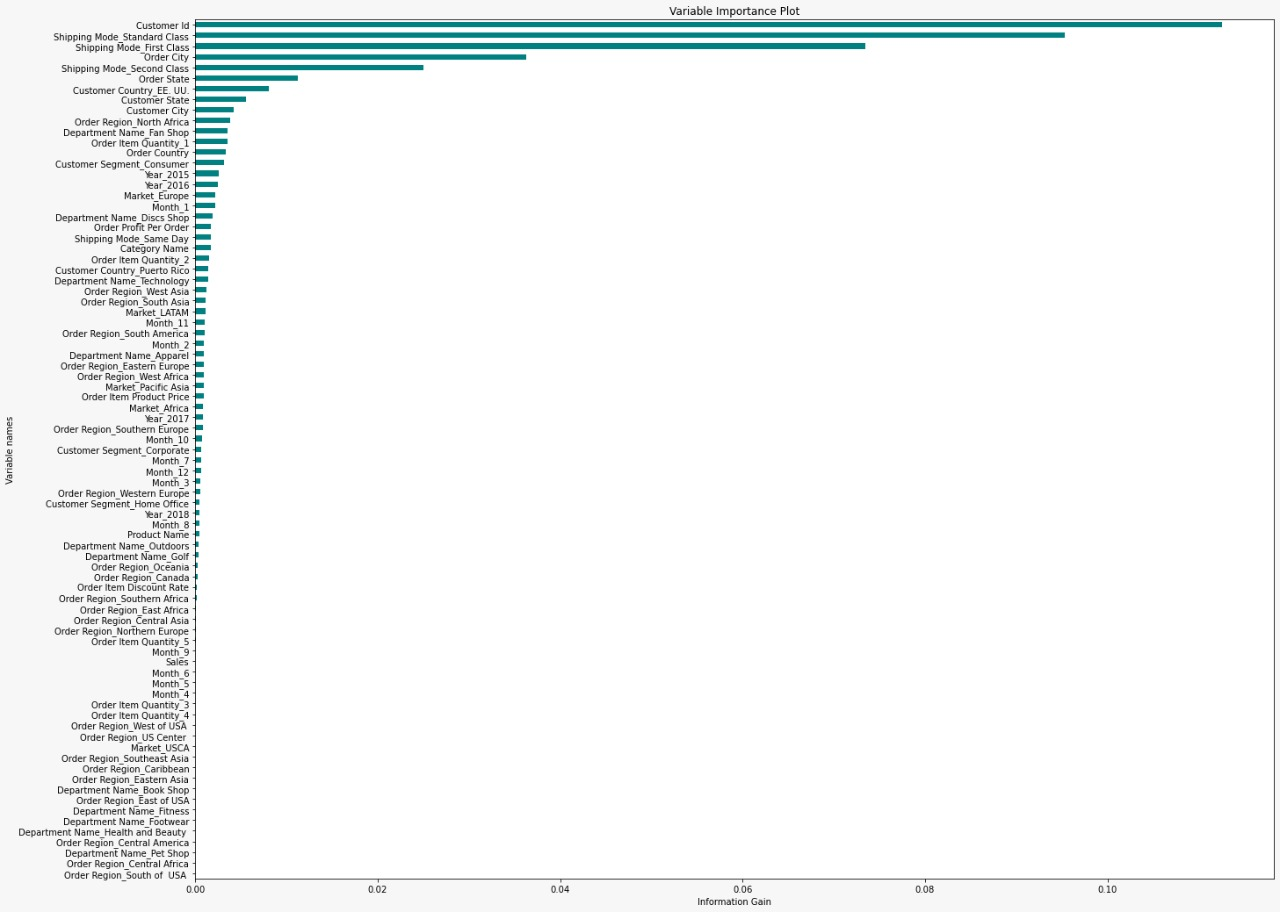 Variable Importance Plot
Customer Id
Shipping Mode_Standard Class
Shipping Mode_First Class
Order City
Shipping Mode_Second Class
Order State
Customer Country_EE. UU.
Customer State
Customer City
Order Region_North Africa
Department Name_Fan Shop
Order Item Quantity_1
Order Country
Customer Segment_Consumer
Year_2015
Year_2016
Market_Europe
Month_1
Department Name_Discs Shop
Order Profit Per Order
Shipping Mode_Same Day
Category Name
Order Item Quantity_2
Customer Country_Puerto Rico
Department Name_Technology
Order Region_West Asia
Order Region_South Asia
Market_LATAM
Month_11
Order Region_South America
Month_2
Department Name_Apparel
Order Region_Eastern Europe
Order Region_West Africa
Market_Pacific Asia
Order Item Product Price
Market_Africa
Year_2017
Order Region_Southern Europe
Month_10
Customer Segment_Corporate
Month_7
Month_12
Month_3
Order Region_Western Europe
Customer Segment_Home Office
Year_2018
Month_8
Product Name
Department Name_Outdoors
Department Name_Golf
Order Region_Oceania
Order Region_Canada
Order Item Discount Rate
Order Region_Southern Africa
Order Region_East Africa
Order Region_Central Asia
Order Region_Northern Europe
Order Item Quantity_5
Month_9
Sales
Month_6
Month_5
Month_4
Order Item Quantity_3
Order Item Quantity_4
Order Region_West of USA
Order Region_US Center
Market_USCA
Order Region_Southeast Asia
Order Region_Caribbean
Order Region_Eastern Asia
Department Name_Book Shop
Order Region_East of USA
Department Name_Fitness
Department Name_Footwear
Department Name_Health and Beauty
Order Region_Central America
Department Name_Pet Shop
Order Region_Central Africa
Order Region_South of  USA
Variable names
0.00 0.02 0.04 0.06 0.08 0.10
Information Gain